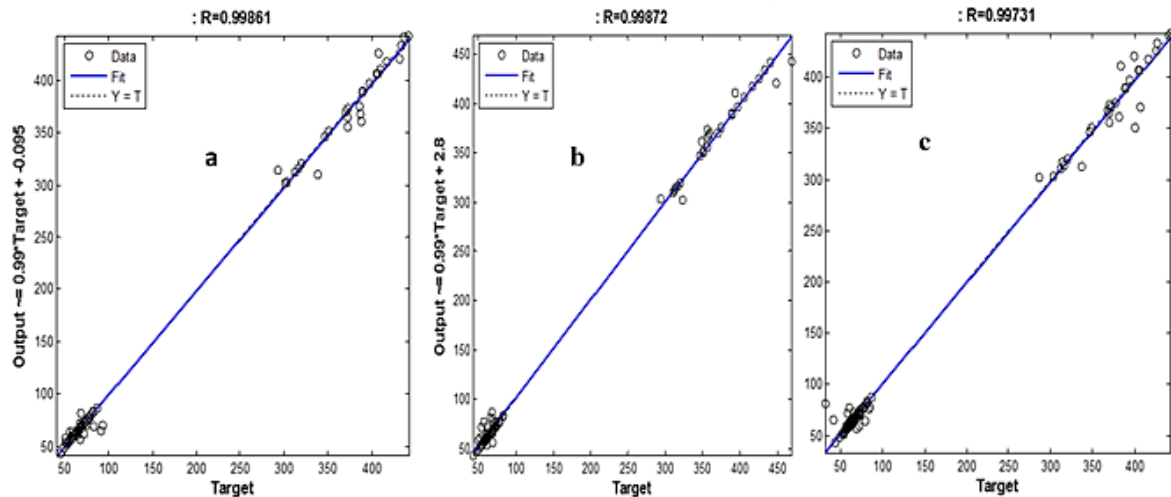 : R=0.99861
Data
Fit
Y = T
a
Output ~= 0.99*Target + -0.095
400
350
300
250
200
150
100
50
50 100 150 200 250 300 350 400
Target
: R=0.99872
Data
Fit
Y = T
b
Output ~= 0.99*Target + 2.8
450
400
350
300
250
200
150
100
50
50 100 150 200 250 300 350 400 450
Target
: R=0.99731
Data
Fit
Y = T
c
400
350
300
250
200
150
100
50
50 100 150 200 250 300 350 400
Target